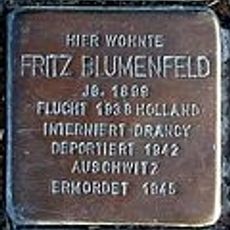 HIER WOHNTE
FRITZ BLUMENFELD
JG. 1899
FLUCHT 1938 HOLLAND
INTERNIERT DRANCY
DEPORTIERT 1942
AUSCHWITZ
ERMORDET 1945